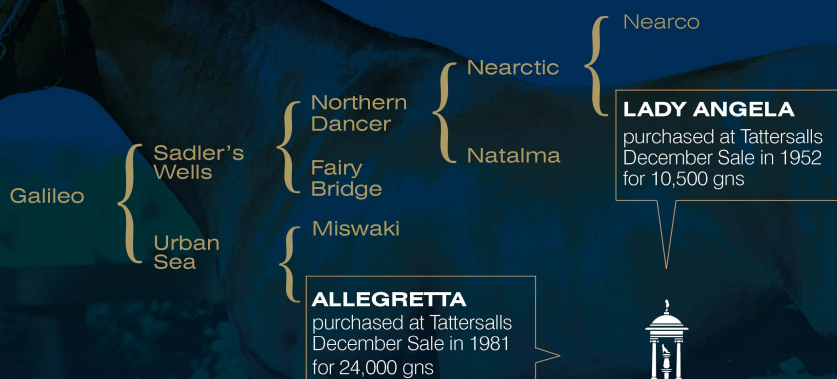 Nearco
Nearctic
LADY ANGELA
purchased at Tattersalls
December Sale in 1952
for 10,500 gns
Northern
Dancer
Natalma
Sadler's
Wells
Fairy
Bridge
Galileo
Miswaki
Urban
Sea
ALLEGRETTA
purchased at Tattersalls
December Sale in 1981
for 24,000 gns